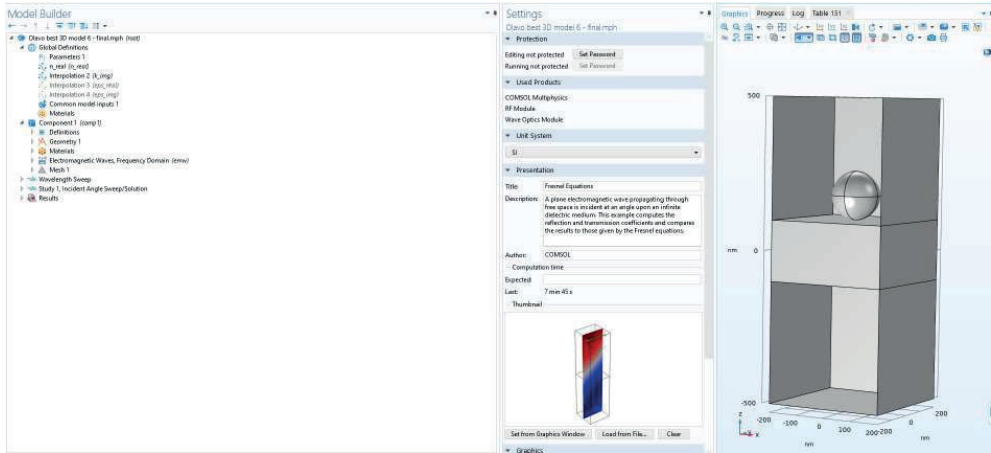 Model Builder
Olavo best 3D model 6 - final.mph (root)
Global Definitions
Parameters 1
n_real (n_real)
Interpolation 2 (k_img)
Interpolation 3 (eps_real)
Interpolation 4 (eps_img)
Common model inputs 1
Materials
Component 1 (comp1)
Definitions
Geometry 1
Materials
Electromagnetic Waves, Frequency Domain (emw)
Mesh 1
Wavelength Sweep
Study 1, Incident Angle Sweep/Solution
Results
Settings
Olavo best 3D model 6 - final.mph
Protection
Editing not protected Set Password
Running not protected Set Password
Used Products
COMSOL Multiphysics
RF Module
Wave Optics Module
Unit System
SI
Presentation
Title: Fresnel Equations
Description: A plane electromagnetic wave propagating through
free space is incident at an angle upon an infinite
dielectric medium. This example computes the
reflection and transmission coefficients and compares
the results to those given by the Fresnel equations.
Author: COMSOL
Computation time
Expected:
Last: 7 min 45 s
Thumbnail
Set from Graphics Window Load from File... Clear
Graphics
Graphics Progress Log Table 131
500
nm 0
-500
-200 -100 0 100 200 -200 0 200
nm nm
z
y x